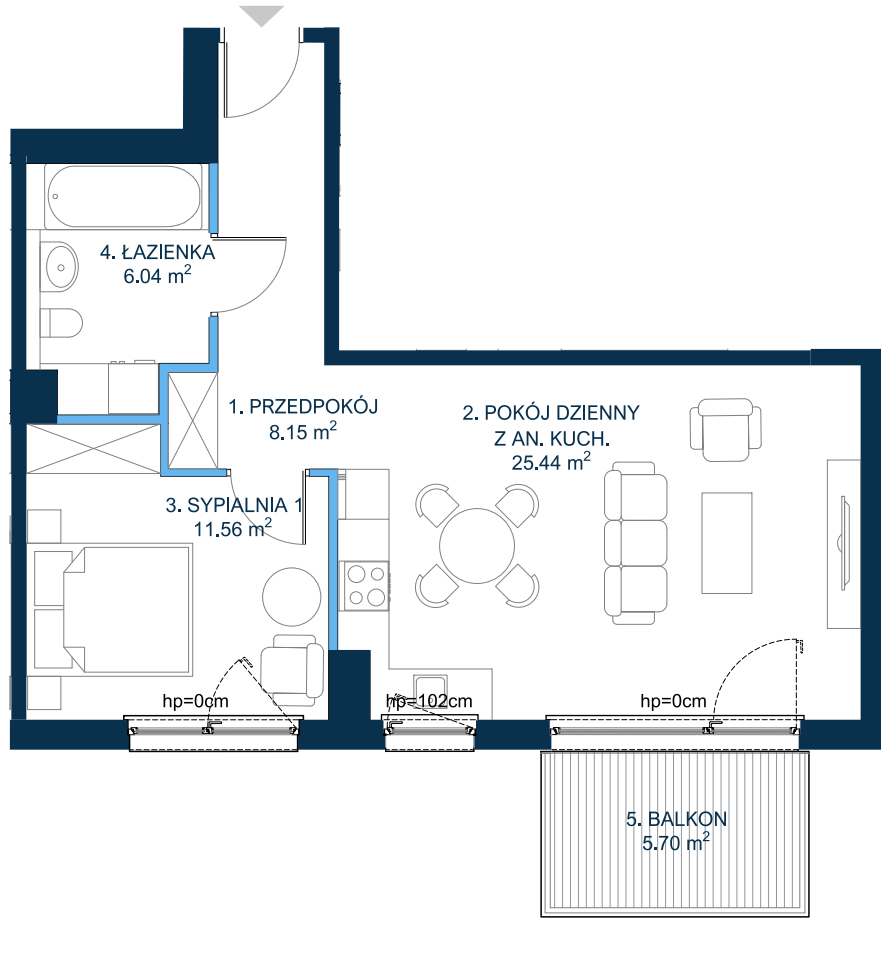 4. ŁAZIENKA
6.04 m²
1. PRZEDPOKÓJ
8.15 m²
2. POKÓJ DZIENNY
Z AN. KUCH.
25.44 m²
3. SYPIALNIA 1
11.56 m²
hp=0cm
hp=102cm
hp=0cm
5. BALKON
5.70 m²